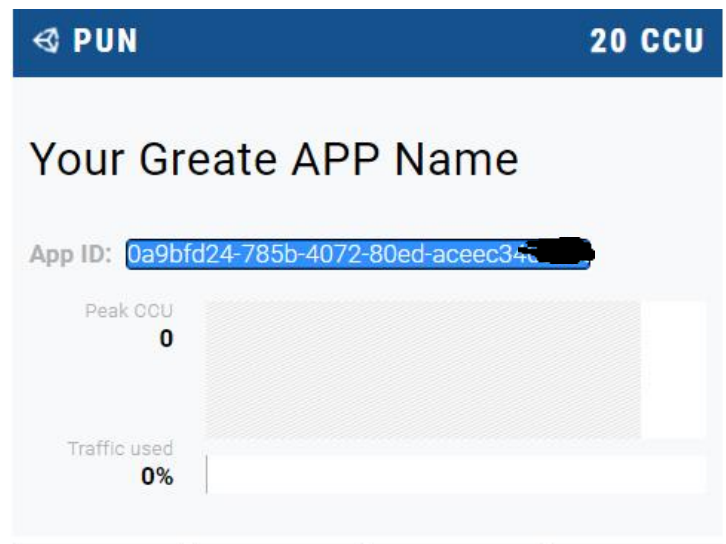 PUN 20 CCU
Your Greate APP Name
App ID: 0a9bfd24-785b-4072-80ed-aceec34
Peak CCU
0
Traffic used
0%